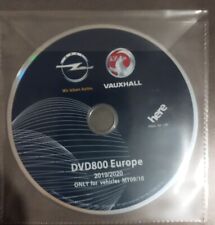 VAUXHALL
Wir leben Autos.
here
DVD800 Europe
2019/2020
ONLY for vehicles MY09/10